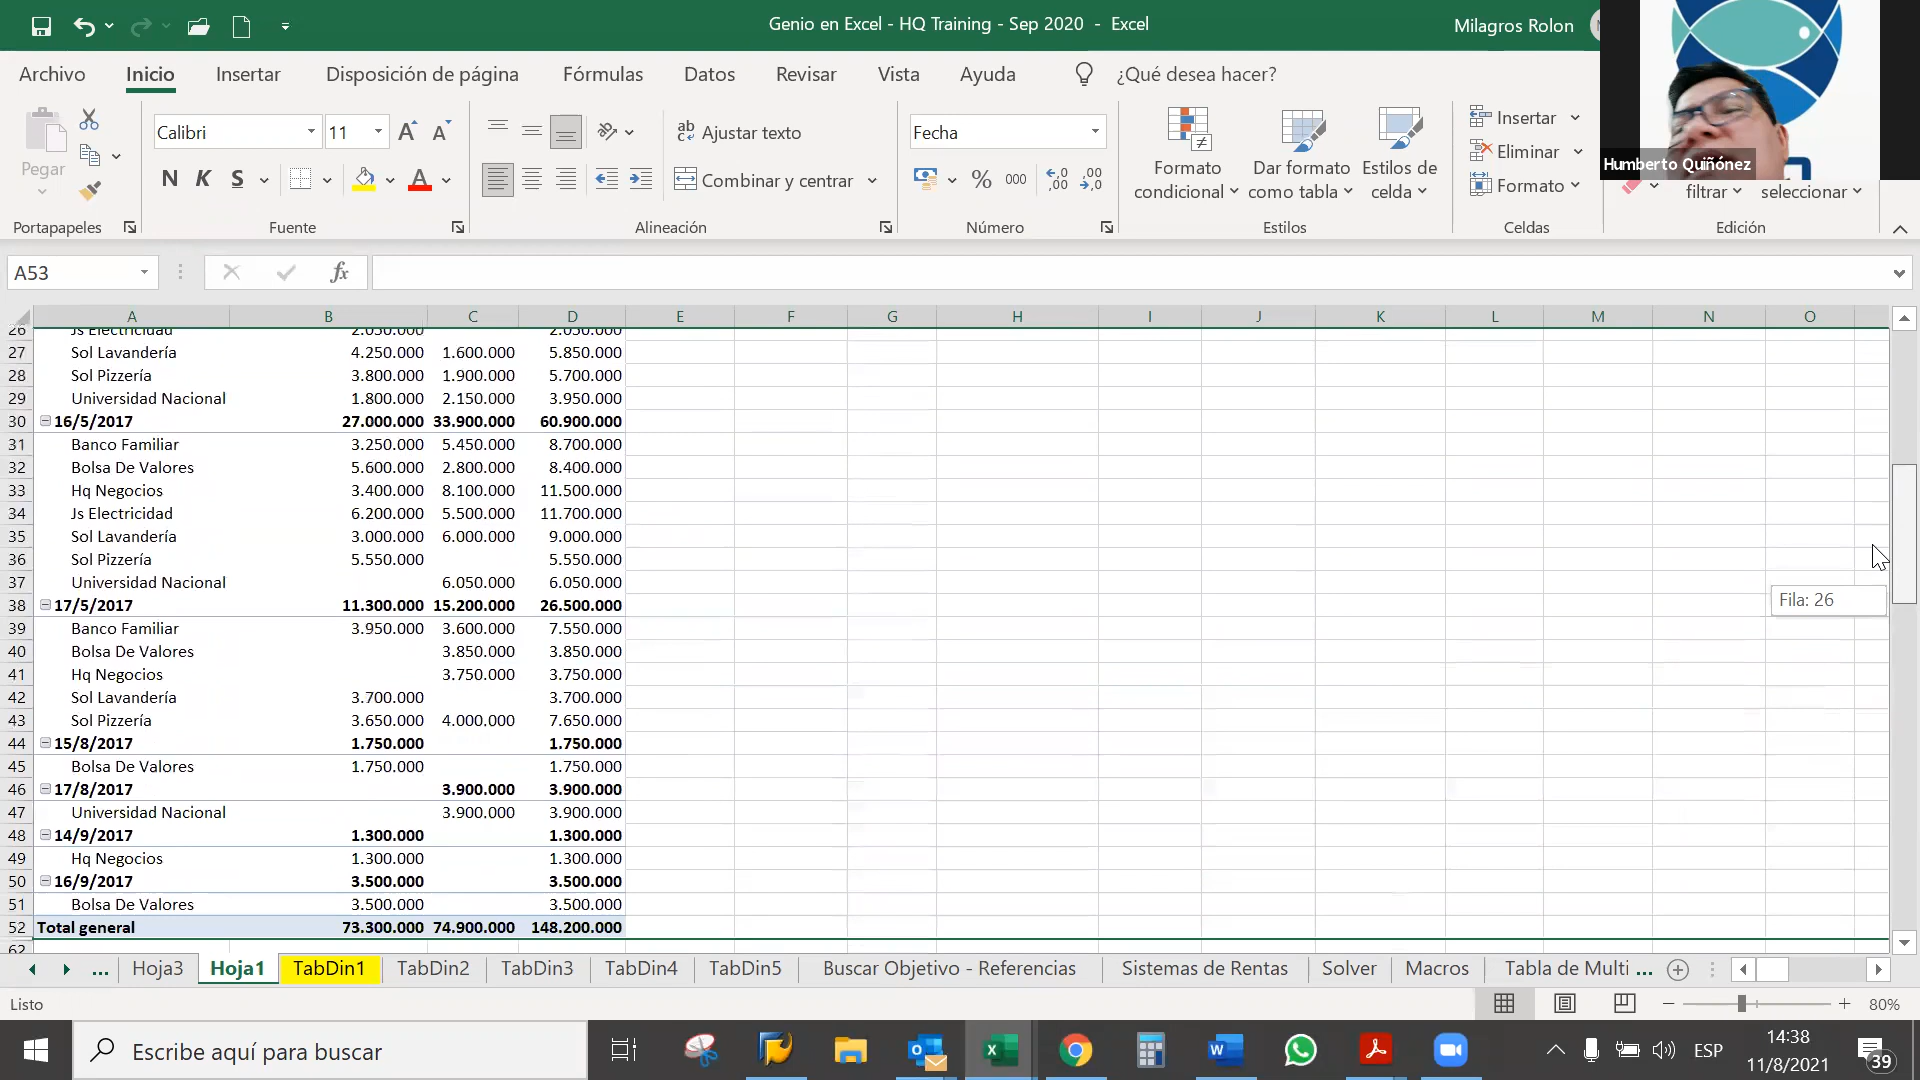 Genio en Excel - HQ Training - Sep 2020 - Excel
Milagros Rolon
Archivo Inicio Insertar Disposición de página Fórmulas Datos Revisar Vista Ayuda ¿Qué desea hacer?
Calibri 11 Ajustar texto Fecha Insertar
Pegar Formato condicional Dar formato como tabla Estilos de celda Eliminar
Humberto Quiñónez
N K S Combinar y centrar % 000 Formato filtrar seleccionar
Portapapeles Fuente Alineación Número Estilos Celdas Edición
A53 fx
A B C D E F G H I J K L M N O
26 Js Electricidad 2.050.000 2.050.000
27 Sol Lavandería 4.250.000 1.600.000 5.850.000
28 Sol Pizzería 3.800.000 1.900.000 5.700.000
29 Universidad Nacional 1.800.000 2.150.000 3.950.000
30 16/5/2017 27.000.000 33.900.000 60.900.000
31 Banco Familiar 3.250.000 5.450.000 8.700.000
32 Bolsa De Valores 5.600.000 2.800.000 8.400.000
33 Hq Negocios 3.400.000 8.100.000 11.500.000
34 Js Electricidad 6.200.000 5.500.000 11.700.000
35 Sol Lavandería 3.000.000 6.000.000 9.000.000
36 Sol Pizzería 5.550.000 5.550.000
37 Universidad Nacional 6.050.000 6.050.000
Fila: 26
38 17/5/2017 11.300.000 15.200.000 26.500.000
39 Banco Familiar 3.950.000 3.600.000 7.550.000
40 Bolsa De Valores 3.850.000 3.850.000
41 Hq Negocios 3.750.000 3.750.000
42 Sol Lavandería 3.700.000 3.700.000
43 Sol Pizzería 3.650.000 4.000.000 7.650.000
44 15/8/2017 1.750.000 1.750.000
45 Bolsa De Valores 1.750.000 1.750.000
46 17/8/2017 3.900.000 3.900.000
47 Universidad Nacional 3.900.000 3.900.000
48 14/9/2017 1.300.000 1.300.000
49 Hq Negocios 1.300.000 1.300.000
50 16/9/2017 3.500.000 3.500.000
51 Bolsa De Valores 3.500.000 3.500.000
52 Total general 73.300.000 74.900.000 148.200.000
62
... Hoja3 Hoja1 TabDin1 TabDin2 TabDin3 TabDin4 TabDin5 Buscar Objetivo - Referencias Sistemas de Rentas Solver Macros Tabla de Multi ...
Listo 80%
Escribe aquí para buscar ESP 14:38
11/8/2021 39